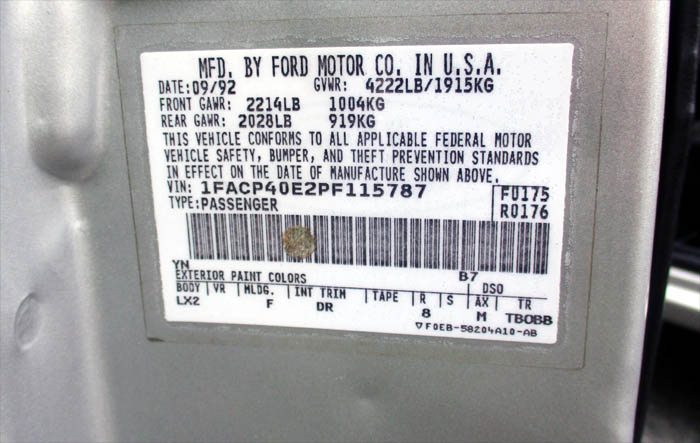 MFD. BY FORD MOTOR CO. IN U.S.A.
DATE: 09/92 GVWR: 4222LB/1915KG
FRONT GAWR: 2214LB 1004KG
REAR GAWR: 2028LB 919KG
THIS VEHICLE CONFORMS TO ALL APPLICABLE FEDERAL MOTOR
VEHICLE SAFETY, BUMPER, AND THEFT PREVENTION STANDARDS
IN EFFECT ON THE DATE OF MANUFACTURE SHOWN ABOVE.
VIN: 1FACP40E2PF115787 F0175
TYPE: PASSENGER R0176
YN B7
EXTERIOR PAINT COLORS DSO
BODY VR MLDG. INT TRIM TAPE R S AX TR
LX2 F DR 8 M TBOBB
▽ F0EB-58204A10-AB